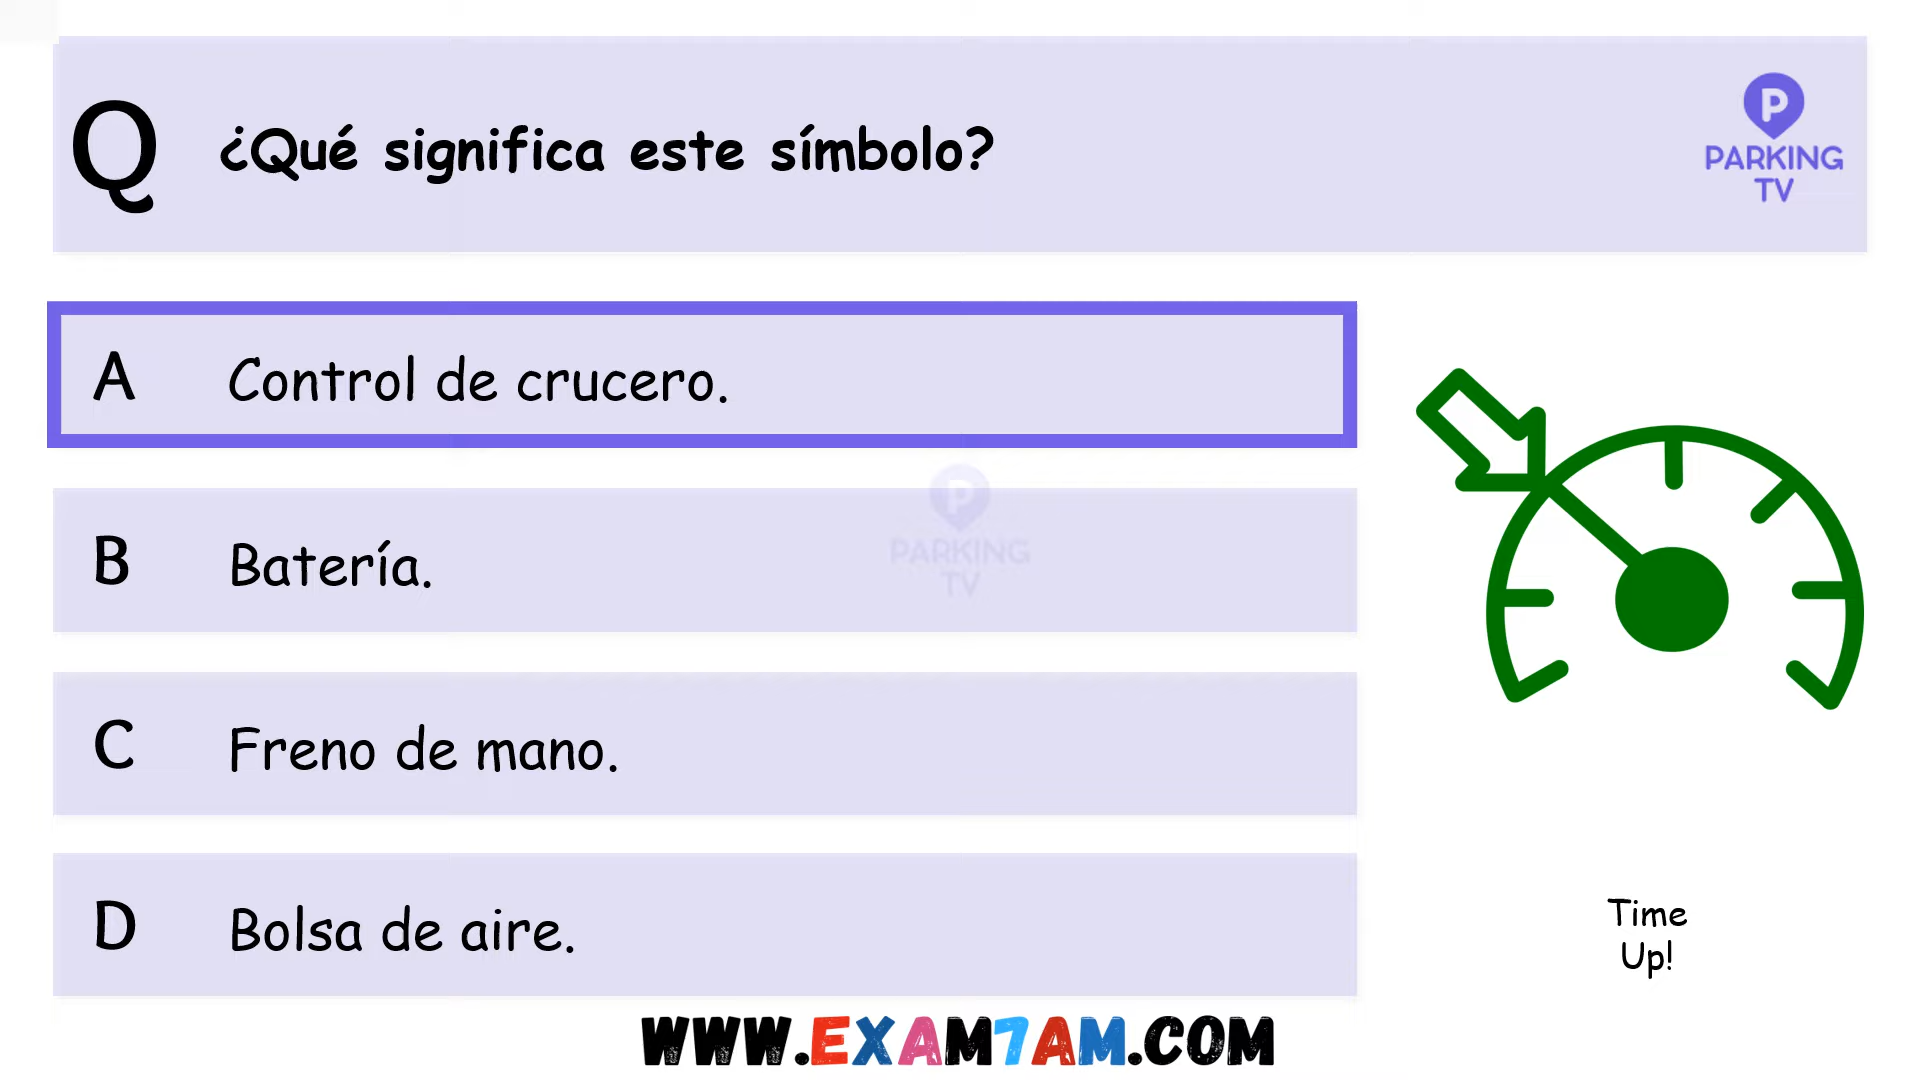 Q ¿Qué significa este símbolo?
P
PARKING
TV
A Control de crucero.
B Batería.
P
PARKING
TV
C Freno de mano.
D Bolsa de aire.
Time
Up!
WWW.EXAM7AM.COM